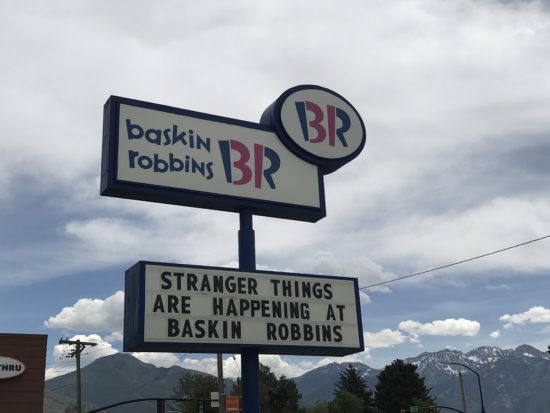 baskin
robbins BR
BR
STRANGER THINGS
ARE HAPPENING AT
BASKIN ROBBINS
THRU